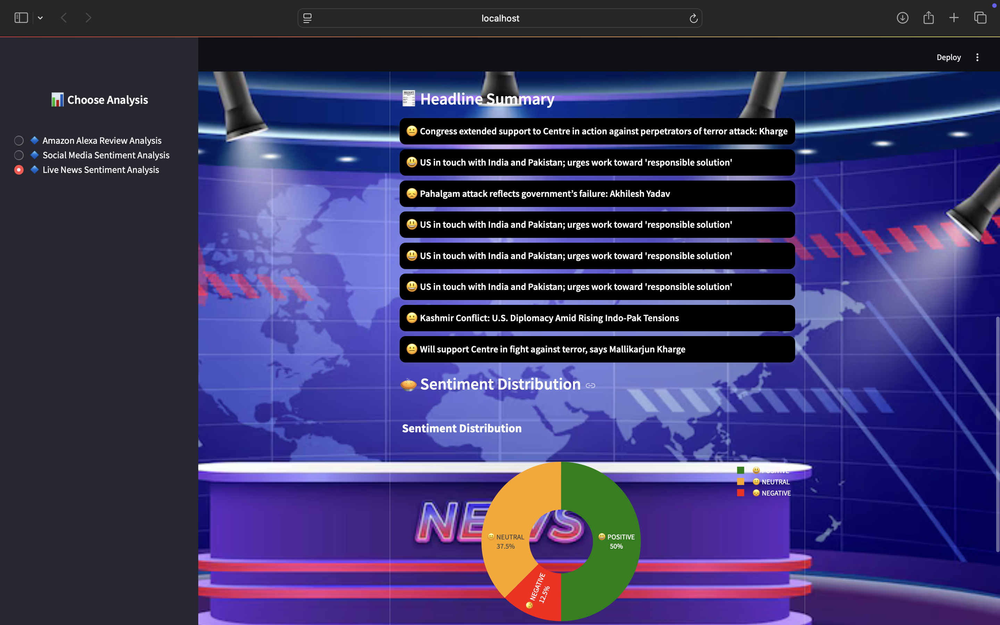 localhost
Deploy
Choose Analysis
Amazon Alexa Review Analysis
Social Media Sentiment Analysis
Live News Sentiment Analysis
RECEIPT
Headline Summary
Congress extended support to Centre in action against perpetrators of terror attack: Kharge
US in touch with India and Pakistan; urges work toward 'responsible solution'
Pahalgam attack reflects government’s failure: Akhilesh Yadav
US in touch with India and Pakistan; urges work toward 'responsible solution'
US in touch with India and Pakistan; urges work toward 'responsible solution'
US in touch with India and Pakistan; urges work toward 'responsible solution'
Kashmir Conflict: U.S. Diplomacy Amid Rising Indo-Pak Tensions
Will support Centre in fight against terror, says Mallikarjun Kharge
Sentiment Distribution
Sentiment Distribution
POSITIVE
NEUTRAL
NEGATIVE
NEWS
NEUTRAL
37.5%
POSITIVE
50%
NEGATIVE
12.5%